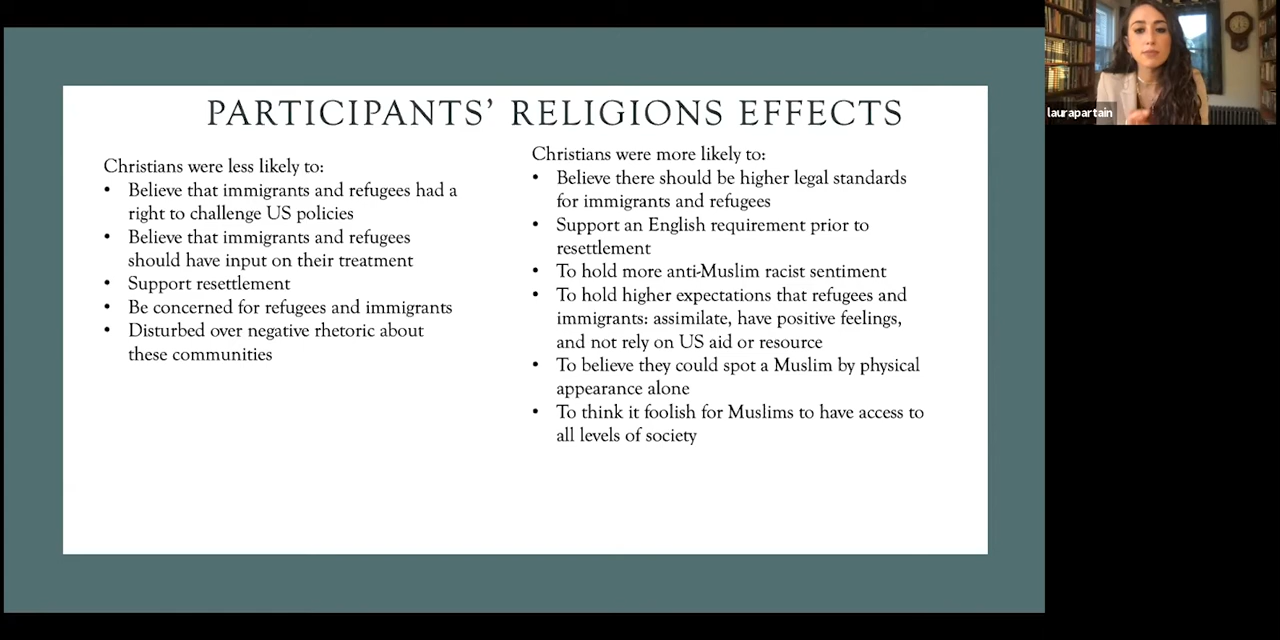 PARTICIPANTS' RELIGIONS EFFECTS
Christians were less likely to:
• Believe that immigrants and refugees had a
right to challenge US policies
• Believe that immigrants and refugees
should have input on their treatment
• Support resettlement
• Be concerned for refugees and immigrants
• Disturbed over negative rhetoric about
these communities
Christians were more likely to:
• Believe there should be higher legal standards
for immigrants and refugees
• Support an English requirement prior to
resettlement
• To hold more anti-Muslim racist sentiment
• To hold higher expectations that refugees and
immigrants: assimilate, have positive feelings,
and not rely on US aid or resource
• To believe they could spot a Muslim by physical
appearance alone
• To think it foolish for Muslims to have access to
all levels of society
laurapartain